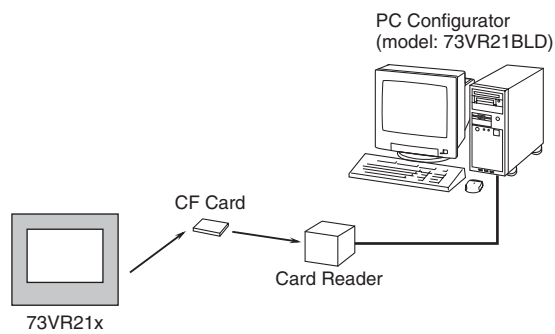 PC Configurator
(model: 73VR21BLD)
CF Card
Card Reader
73VR21x